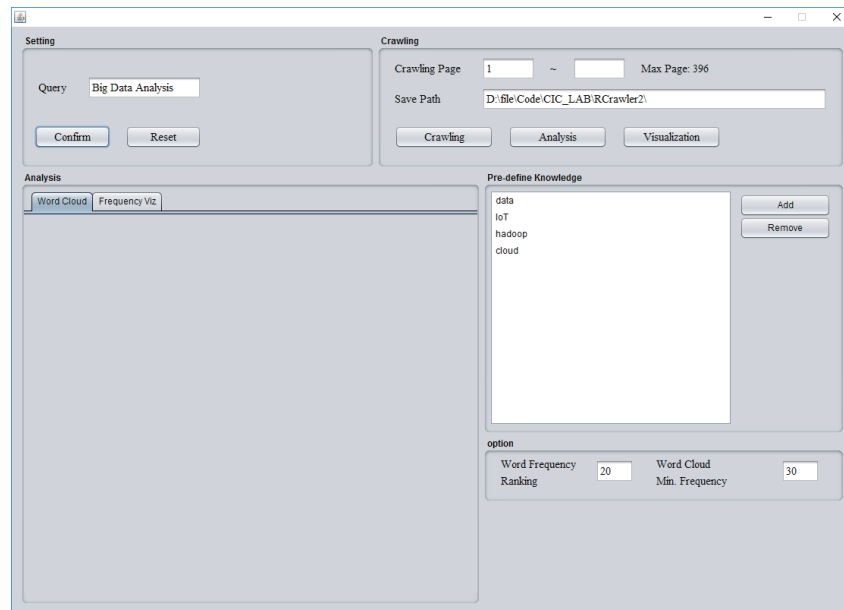 Setting
Query Big Data Analysis
Confirm Reset
Crawling
Crawling Page 1 ~ Max Page: 396
Save Path D:\file\Code\CIC_LAB\RCrawler2\
Crawling Analysis Visualization
Analysis
Word Cloud Frequency Viz
Pre-define Knowledge
data
IoT
hadoop
cloud
Add
Remove
option
Word Frequency Ranking 20
Word Cloud Min. Frequency 30